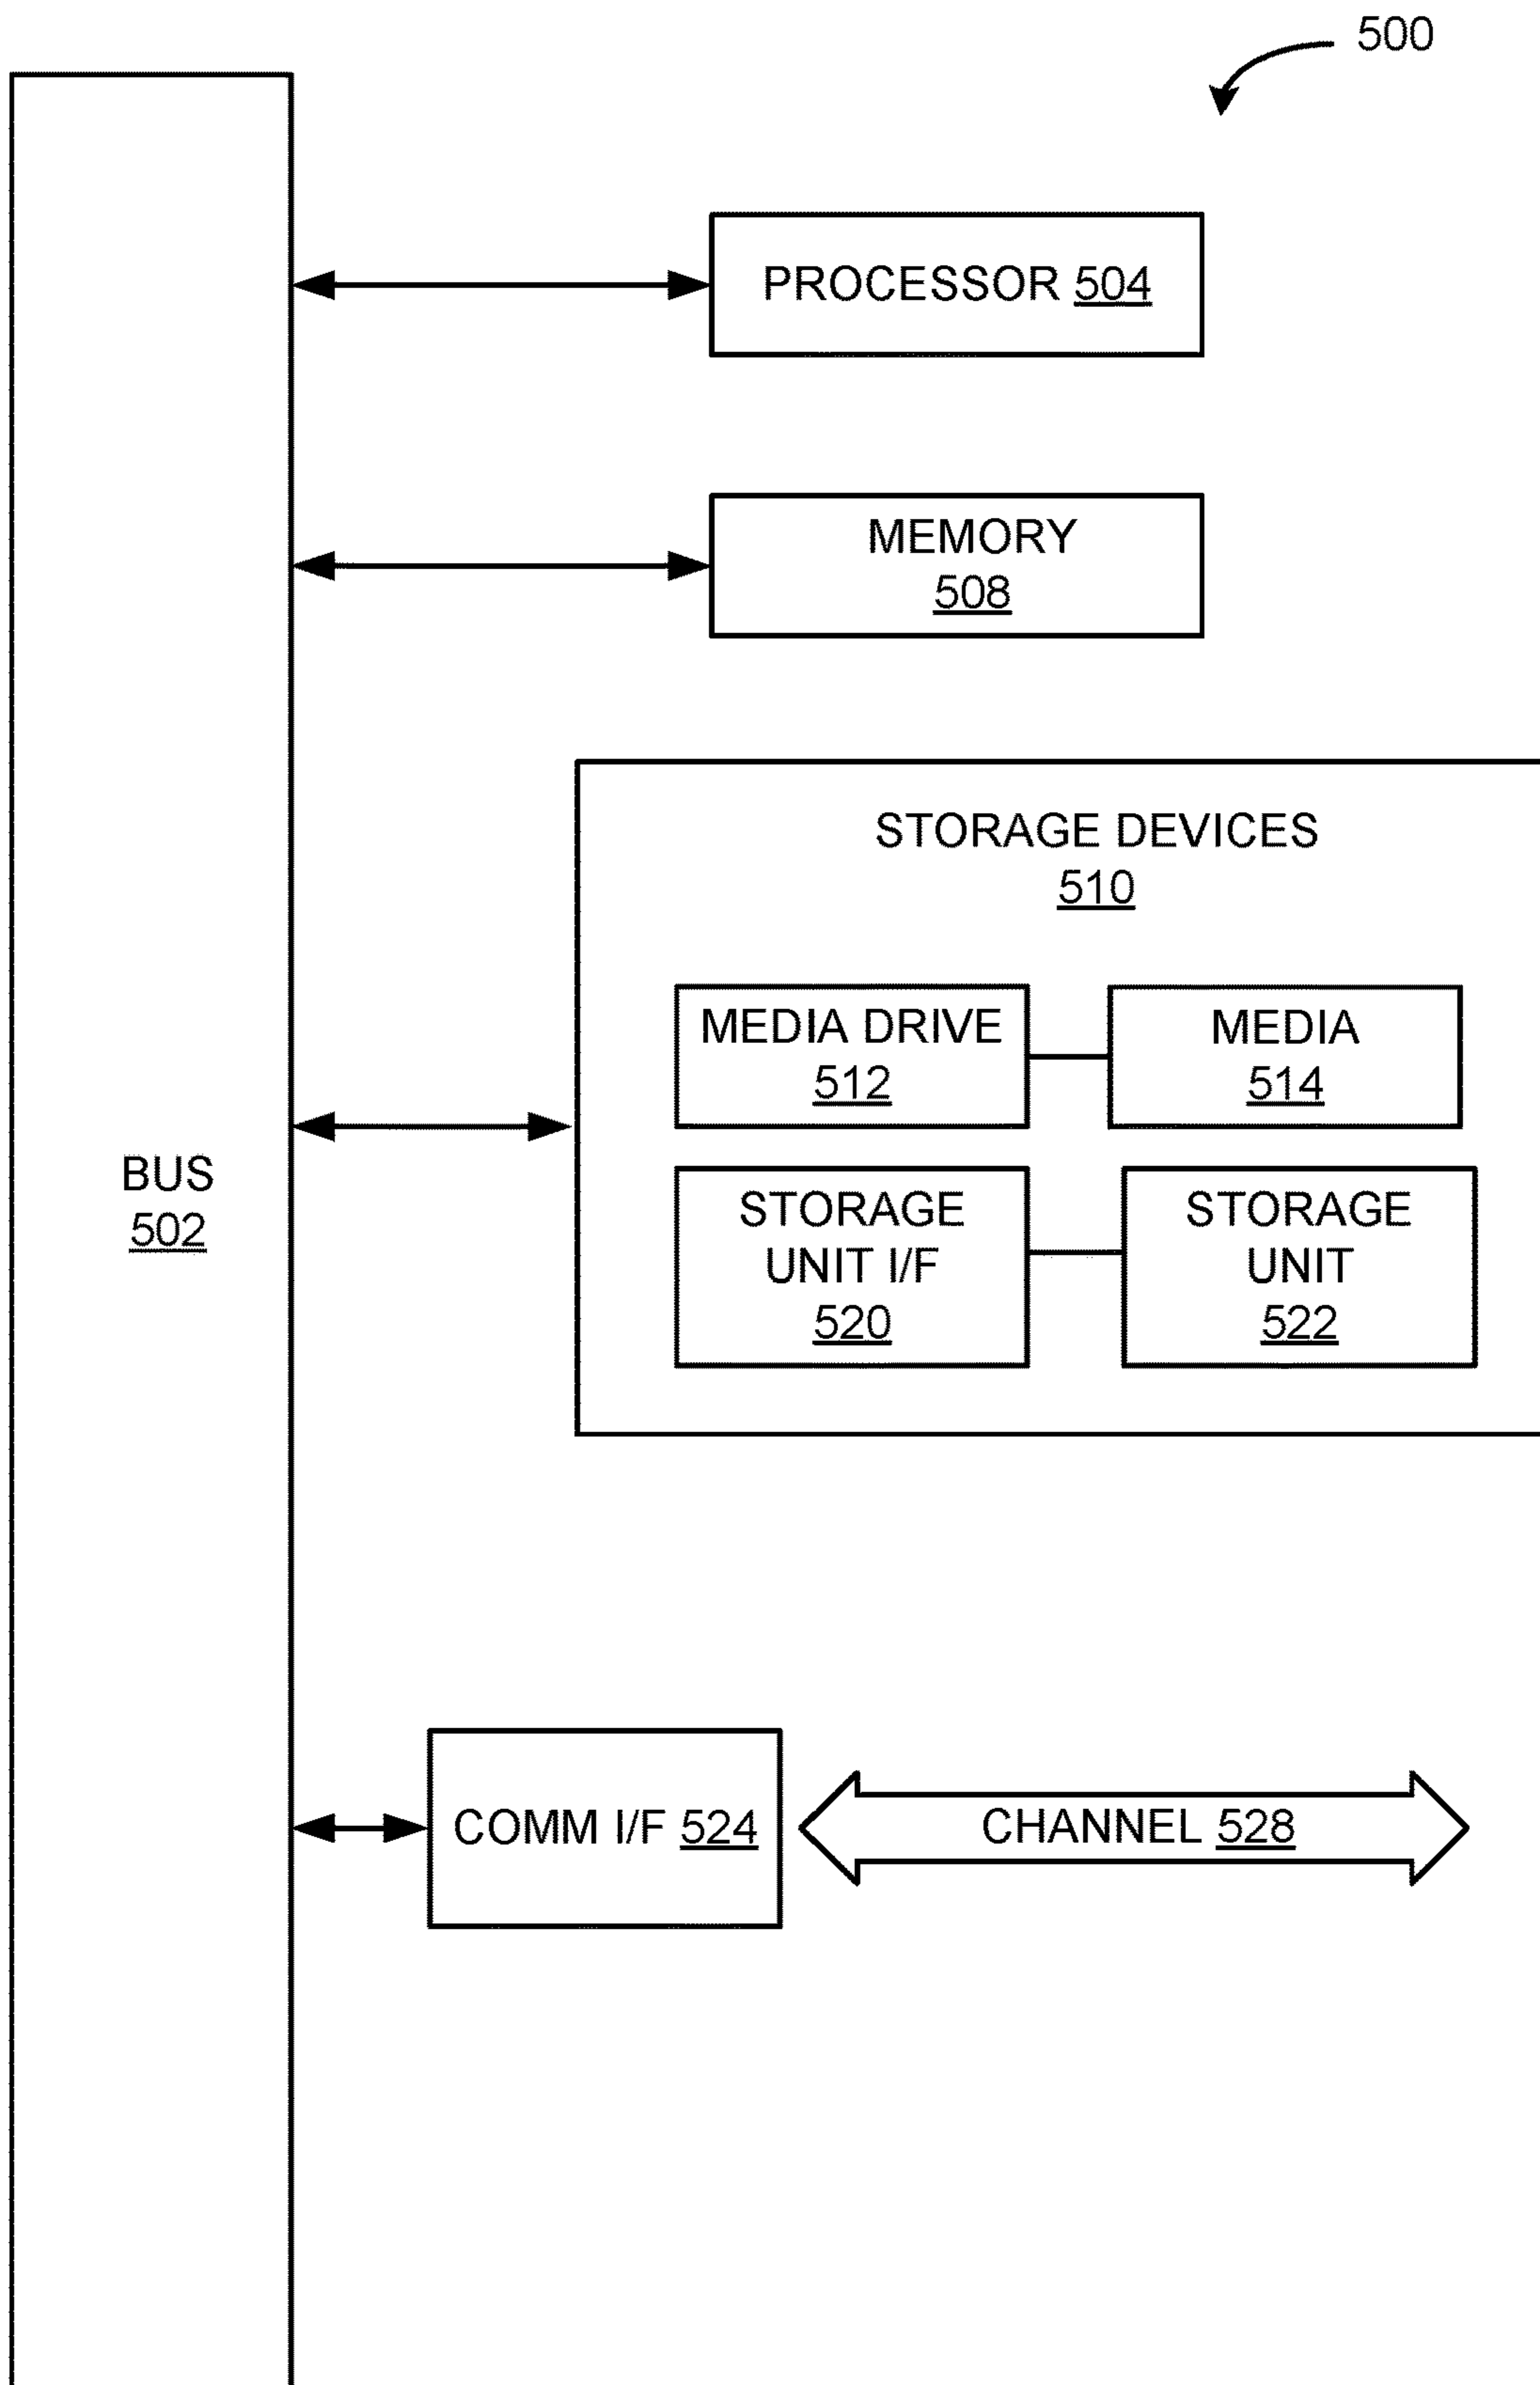 500
PROCESSOR 504
MEMORY
508
STORAGE DEVICES
510
MEDIA DRIVE
512
MEDIA
514
BUS
502
STORAGE
UNIT I/F
520
STORAGE
UNIT
522
COMM I/F 524
CHANNEL 528